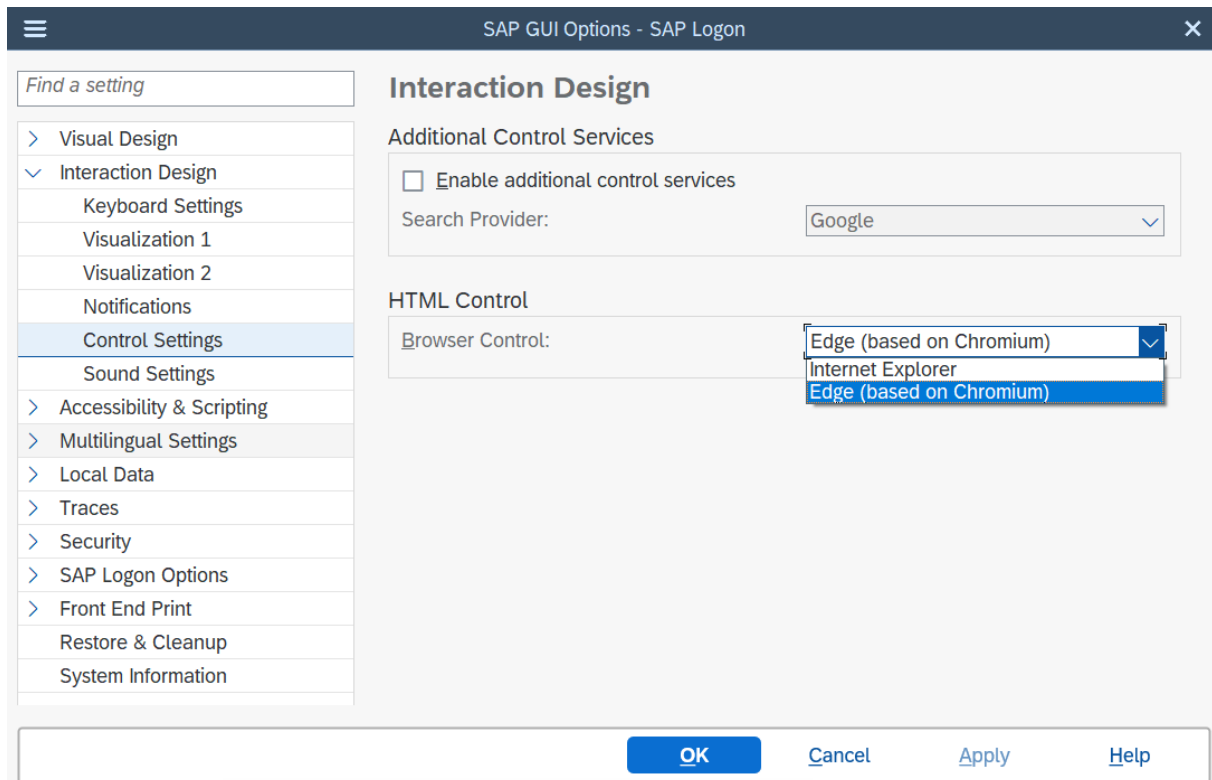 SAP GUI Options - SAP Logon
Find a setting
Visual Design
Interaction Design
Keyboard Settings
Visualization 1
Visualization 2
Notifications
Control Settings
Sound Settings
Accessibility & Scripting
Multilingual Settings
Local Data
Traces
Security
SAP Logon Options
Front End Print
Restore & Cleanup
System Information
Interaction Design
Additional Control Services
Enable additional control services
Search Provider: Google
HTML Control
Browser Control: Edge (based on Chromium)
Internet Explorer
Edge (based on Chromium)
OK Cancel Apply Help